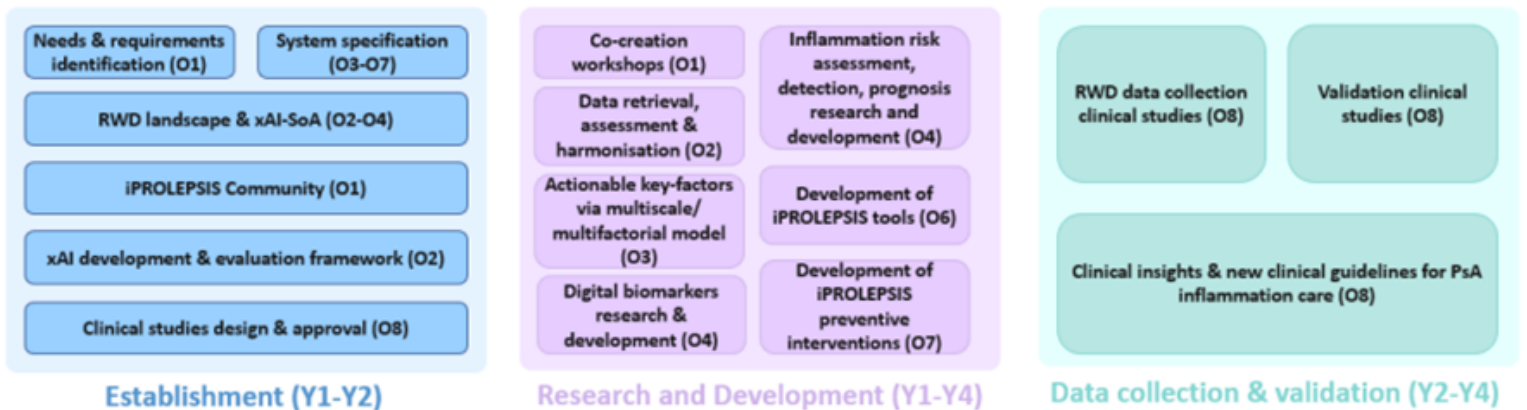 Needs & requirements
identification (O1)
System specification
(O3-O7)
RWD landscape & xAI-SoA (O2-O4)
iPROLEPSIS Community (O1)
xAI development & evaluation framework (O2)
Clinical studies design & approval (O8)
Establishment (Y1-Y2)
Co-creation
workshops (O1)
Data retrieval,
assessment &
harmonisation (O2)
Actionable key-factors
via multiscale/
multifactorial model
(O3)
Digital biomarkers
research &
development (O4)
Inflammation risk
assessment,
detection, prognosis
research and
development (O4)
Development of
iPROLEPSIS tools (O6)
Development of
iPROLEPSIS
preventive
interventions (O7)
Research and Development (Y1-Y4)
RWD data collection
clinical studies (O8)
Validation clinical
studies (O8)
Clinical insights & new clinical guidelines for PsA
inflammation care (O8)
Data collection & validation (Y2-Y4)